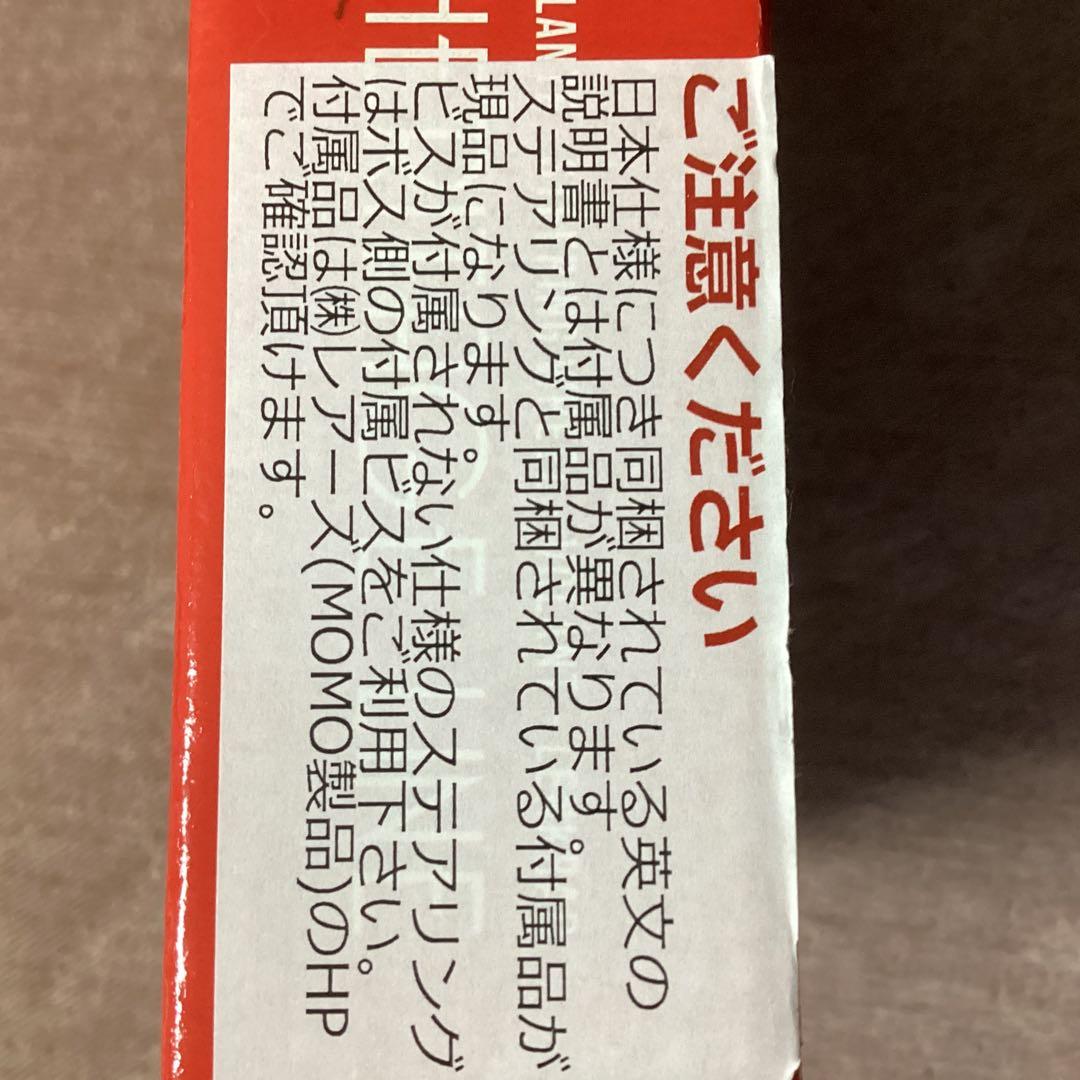 ご注意ください
日本仕様につき同梱されている英文の
説明書とは付属品が異なります。
ステアリングと同梱されている付属品が
現品になります。
ビスが付属されない仕様のステアリング
はボス側の付属ビスをご利用下さい。
付属品は㈱レアーズ(MOMO製品)のHP
でご確認頂けます。
LAN